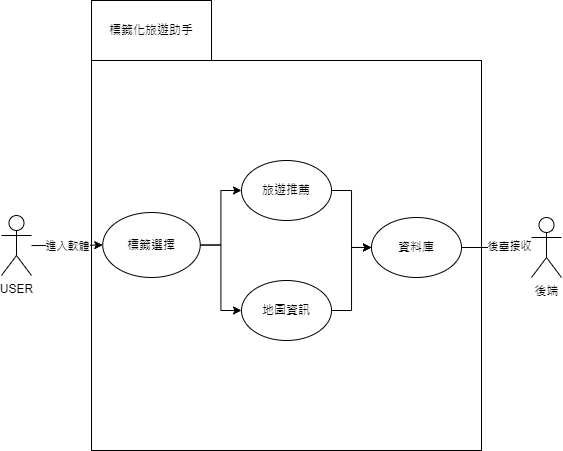 標籤化旅遊助手
旅遊推薦
進入軟體
標籤選擇
資料庫
後臺接收
USER
後端
地圖資訊